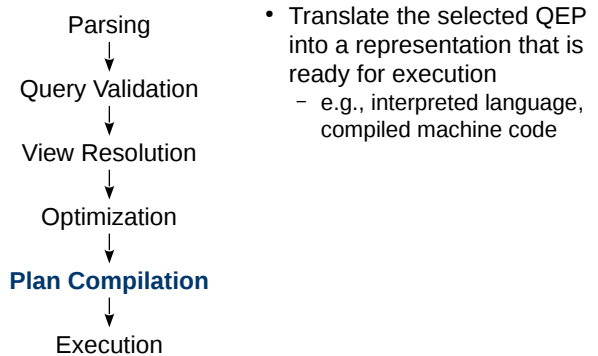 Parsing
Query Validation
View Resolution
Optimization
Plan Compilation
Execution
• Translate the selected QEP
into a representation that is
ready for execution
– e.g., interpreted language,
compiled machine code